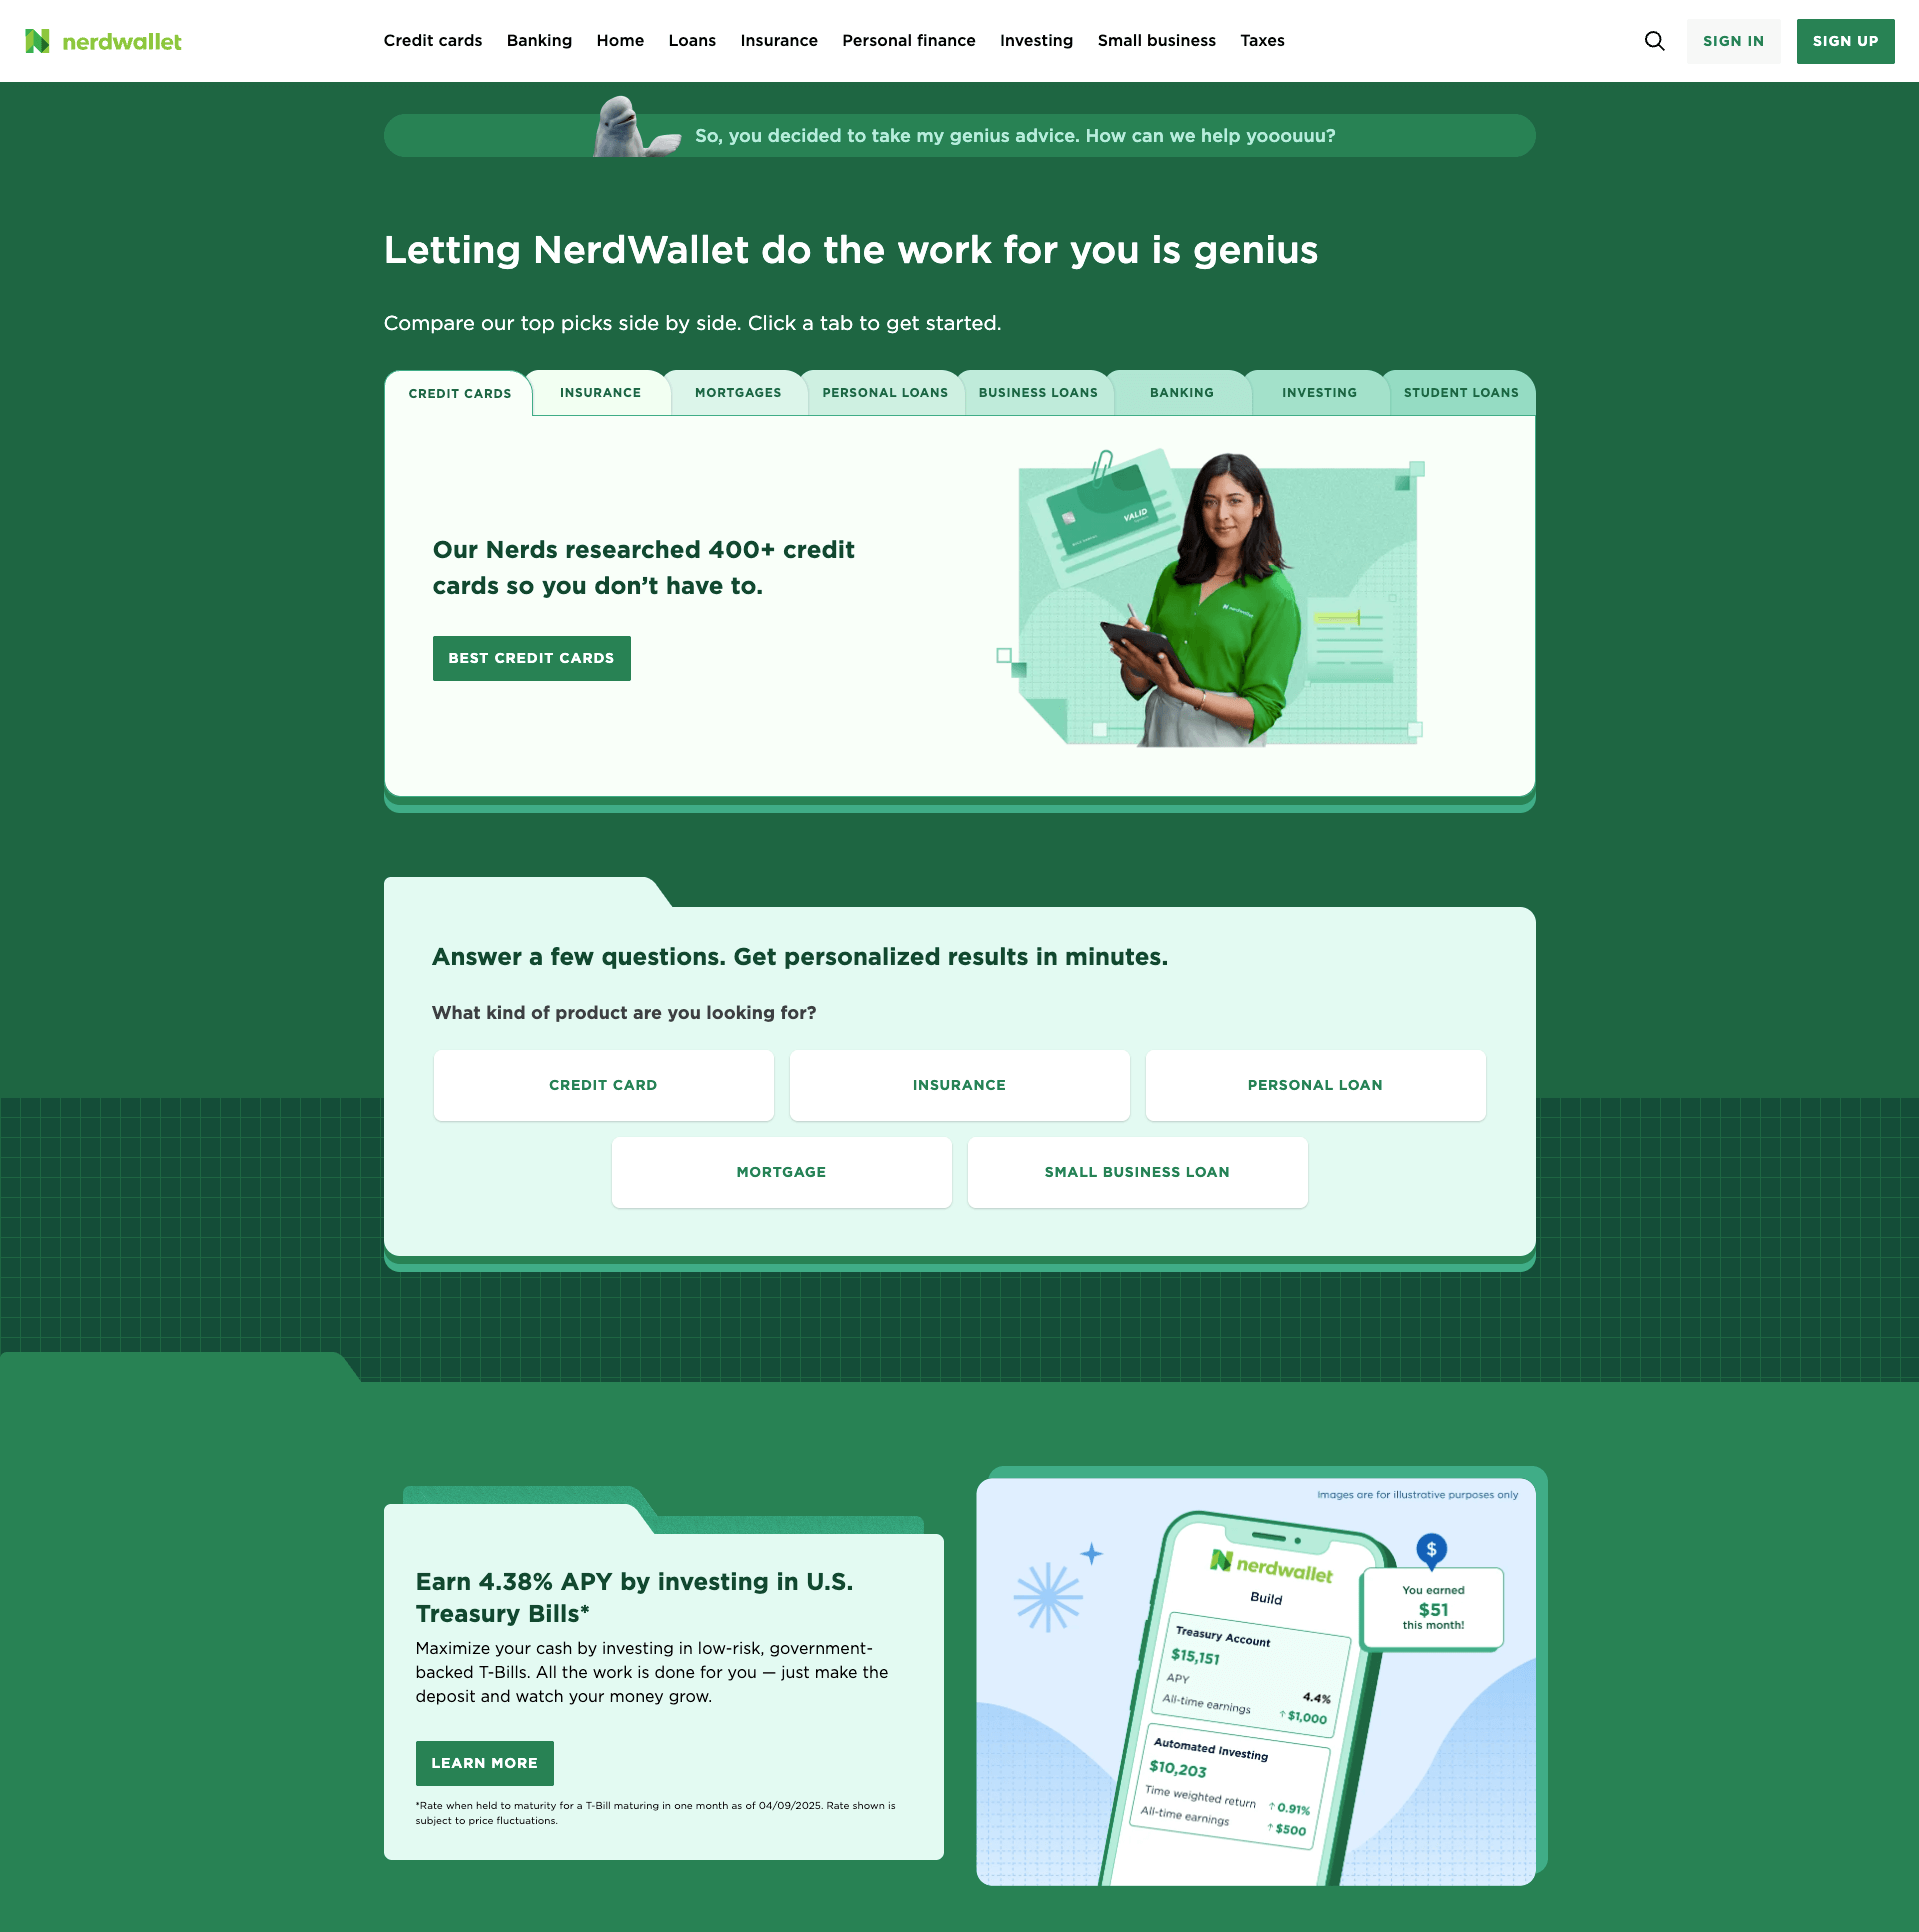 nerdwallet
Credit cards Banking Home Loans Insurance Personal finance Investing Small business Taxes
SIGN IN
SIGN UP
So, you decided to take my genius advice. How can we help yooouuu?
Letting NerdWallet do the work for you is genius
Compare our top picks side by side. Click a tab to get started.
CREDIT CARDS INSURANCE MORTGAGES PERSONAL LOANS BUSINESS LOANS BANKING INVESTING STUDENT LOANS
Our Nerds researched 400+ credit
cards so you don’t have to.
BEST CREDIT CARDS
VALID
nerdwallet
Answer a few questions. Get personalized results in minutes.
What kind of product are you looking for?
CREDIT CARD
INSURANCE
PERSONAL LOAN
MORTGAGE
SMALL BUSINESS LOAN
Earn 4.38% APY by investing in U.S.
Treasury Bills*
Maximize your cash by investing in low-risk, government-
backed T-Bills. All the work is done for you — just make the
deposit and watch your money grow.
LEARN MORE
*Rate when held to maturity for a T-Bill maturing in one month as of 04/09/2025. Rate shown is
subject to price fluctuations.
Images are for illustrative purposes only
nerdwallet
Build
Treasury Account
$15,151
APY 4.4%
All-time earnings ↑$1,000
Automated Investing
$10,203
Time weighted return ↑0.91%
All-time earnings ↑$500
$
You earned
$51
this month!